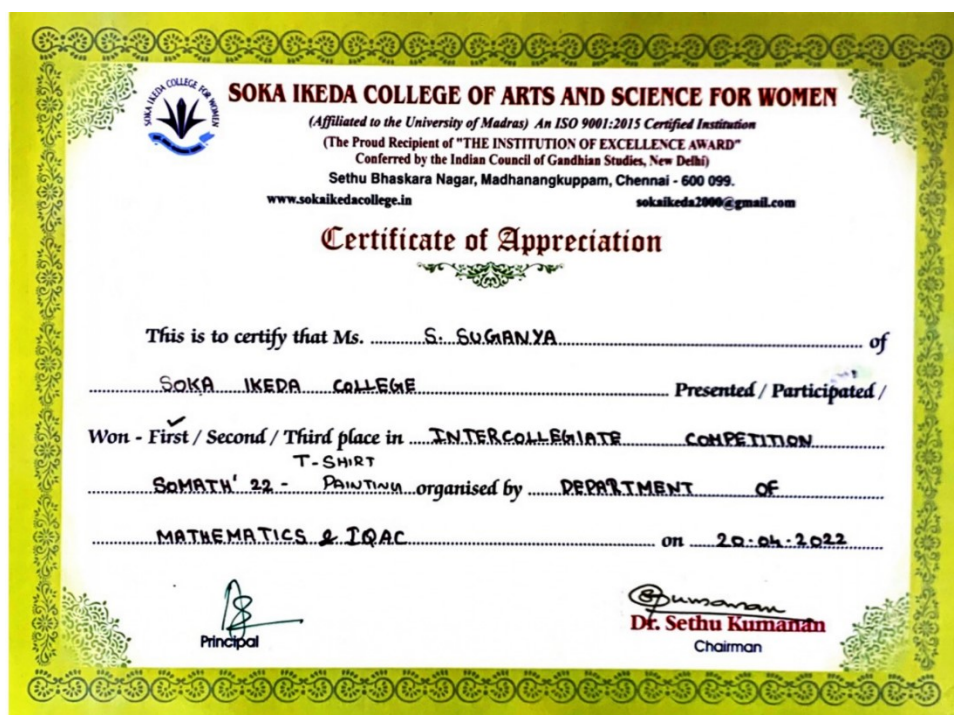 SOKA IKEDA COLLEGE FOR WOMEN
SOKA IKEDA COLLEGE OF ARTS AND SCIENCE FOR WOMEN
(Affiliated to the University of Madras) An ISO 9001:2015 Certified Institution
(The Proud Recipient of "THE INSTITUTION OF EXCELLENCE AWARD"
Conferred by the Indian Council of Gandhian Studies, New Delhi)
Sethu Bhaskara Nagar, Madhanangkuppam, Chennai - 600 099.
www.sokaikedacollege.in sokaikeda2000@gmail.com
Certificate of Appreciation
This is to certify that Ms. S. SUGANYA of
SOKA IKEDA COLLEGE Presented / Participated /
Won - First / Second / Third place in INTERCOLLEGIATE COMPETITION
T-SHIRT
SOMATH' 22 - PAINTING organised by DEPARTMENT OF
MATHEMATICS & IQAC on 20-04-2022
Principal
Dr. Sethu Kumanan
Chairman